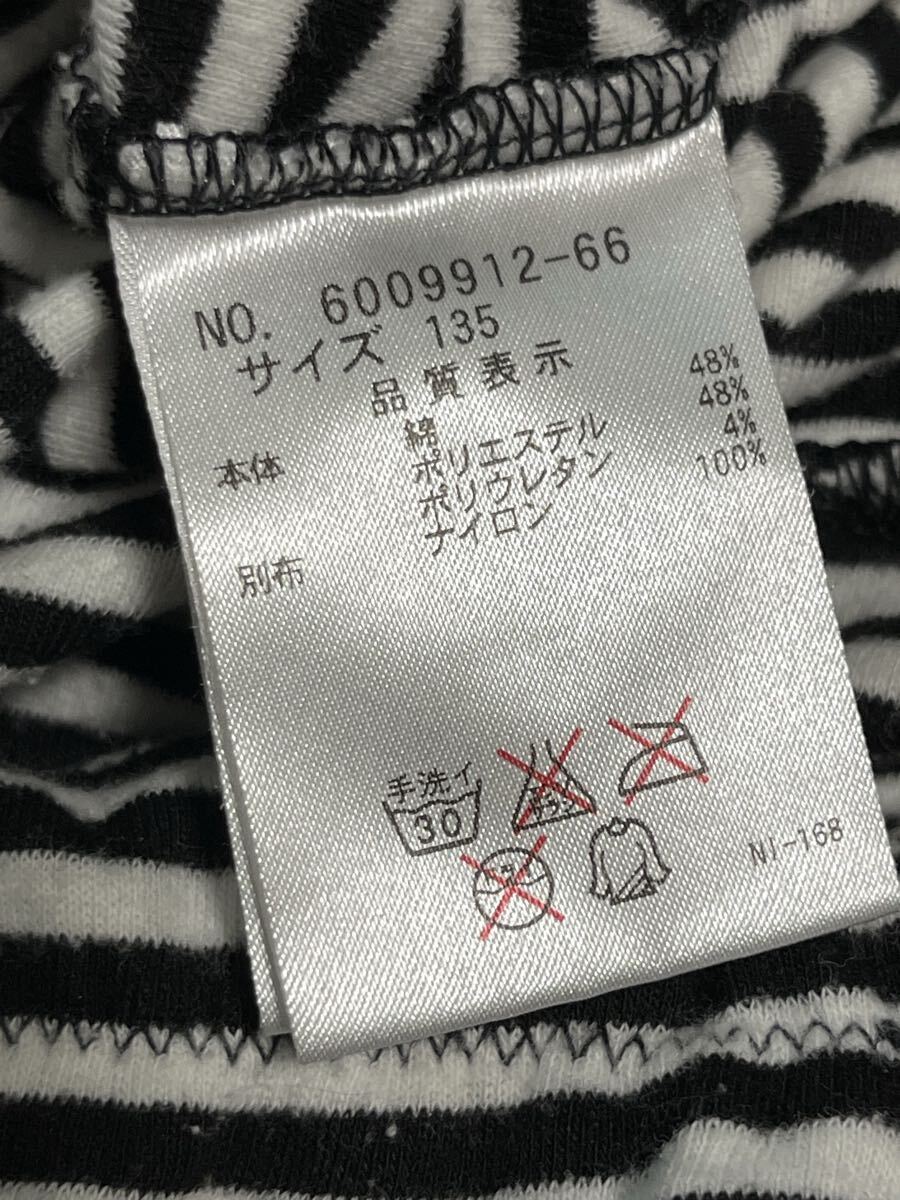 NO. 6009912-66
サイズ 135
品質表示
本体 綿 48%
ポリエステル 48%
ポリウレタン 4%
別布 ナイロン 100%
手洗イ
30
NI-168